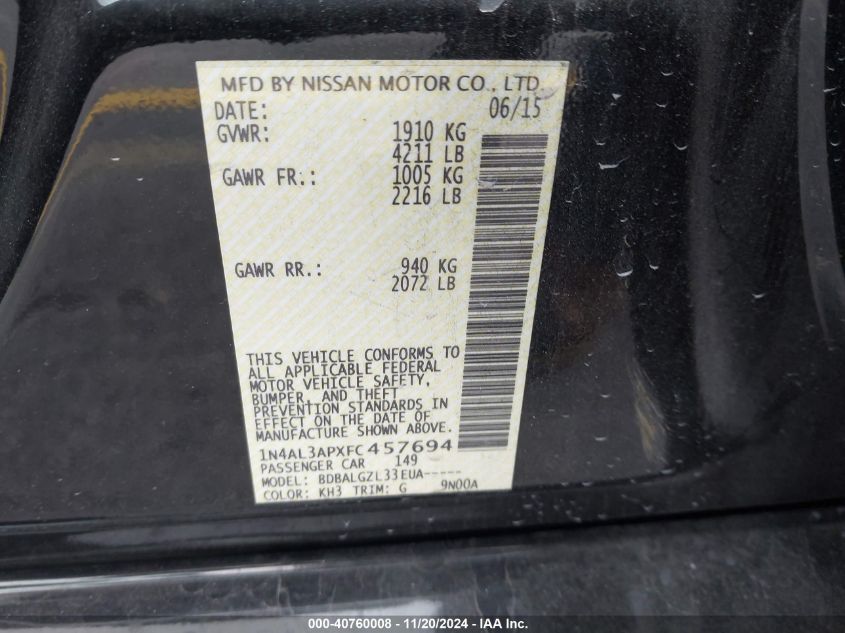 MFD BY NISSAN MOTOR CO., LTD.
DATE: 06/15
GVWR: 1910 KG
4211 LB
GAWR FR.: 1005 KG
2216 LB
GAWR RR.: 940 KG
2072 LB
THIS VEHICLE CONFORMS TO
ALL APPLICABLE FEDERAL
MOTOR VEHICLE SAFETY,
BUMPER, AND THEFT
PREVENTION STANDARDS IN
EFFECT ON THE DATE OF
MANUFACTURE SHOWN ABOVE.
1N4AL3APXFC457694
PASSENGER CAR 149
MODEL: BDBALGZL33EUA-----
COLOR: KH3 TRIM: G 9N00A
000-40760008 - 11/20/2024 - IAA Inc.